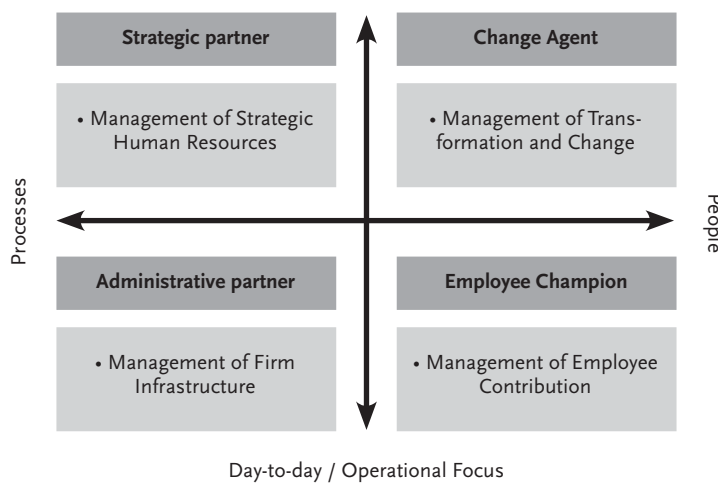 Strategic partner
Change Agent
• Management of Strategic
Human Resources
• Management of Trans-
formation and Change
Processes
People
Administrative partner
Employee Champion
• Management of Firm
Infrastructure
• Management of Employee
Contribution
Day-to-day / Operational Focus